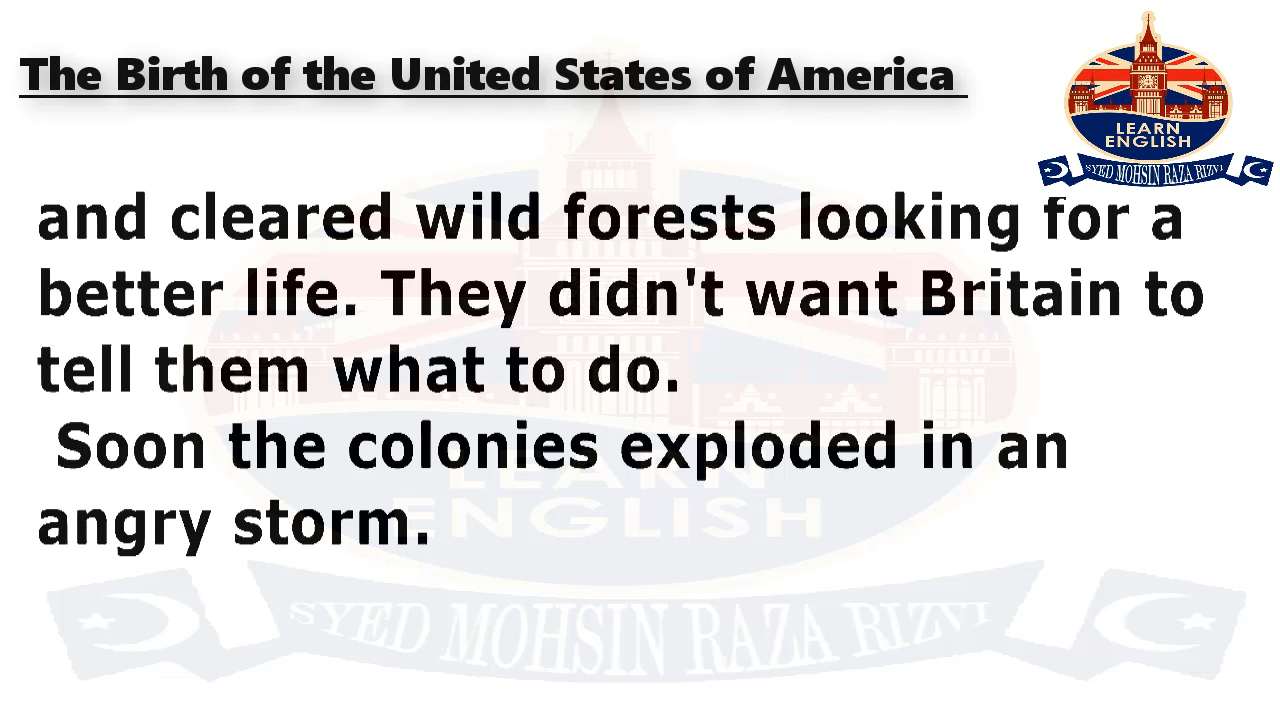 The Birth of the United States of America
LEARN
ENGLISH
SYED MOHSIN RAZA RIZVI
and cleared wild forests looking for a
better life. They didn't want Britain to
tell them what to do.
Soon the colonies exploded in an
angry storm.
LEARN
ENGLISH
SYED MOHSIN RAZA RIZVI